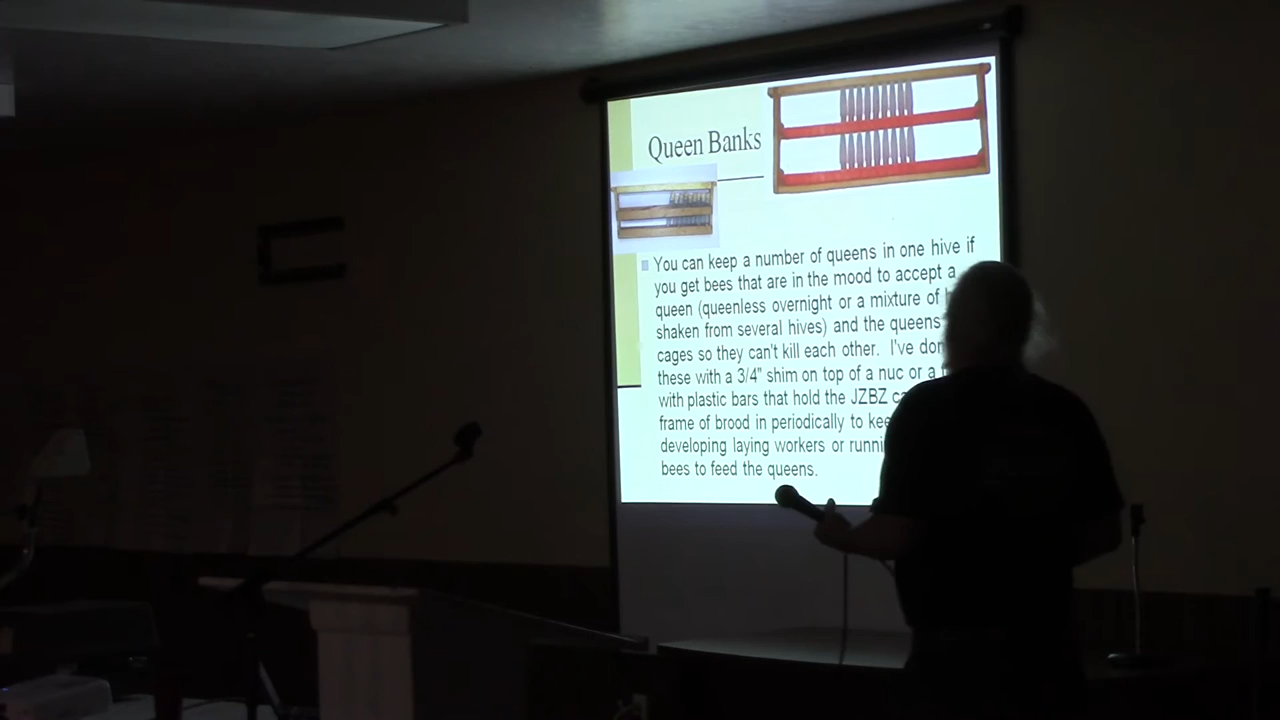 Queen Banks
You can keep a number of queens in one hive if
you get bees that are in the mood to accept a
queen (queenless overnight or a mixture of
shaken from several hives) and the queens
cages so they can't kill each other. I've
these with a 3/4" shim on top of a nuc or a
with plastic bars that hold the JZBZ
frame of brood in periodically to
developing laying workers or
bees to feed the queens.